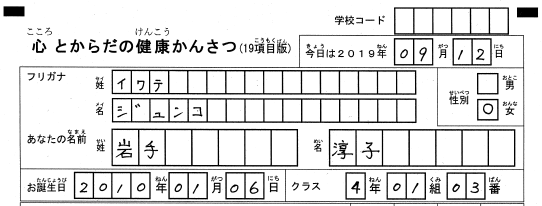 学校コード
心とからだの健康かんさつ(19項目版)
今日は2019年09月12日
フリガナ 姓 イワテ
名 ジュンコ
性別 男
0 女
あなたの名前 姓 岩手 名 淳子
お誕生日 2010年01月06日 クラス 4年01組03番